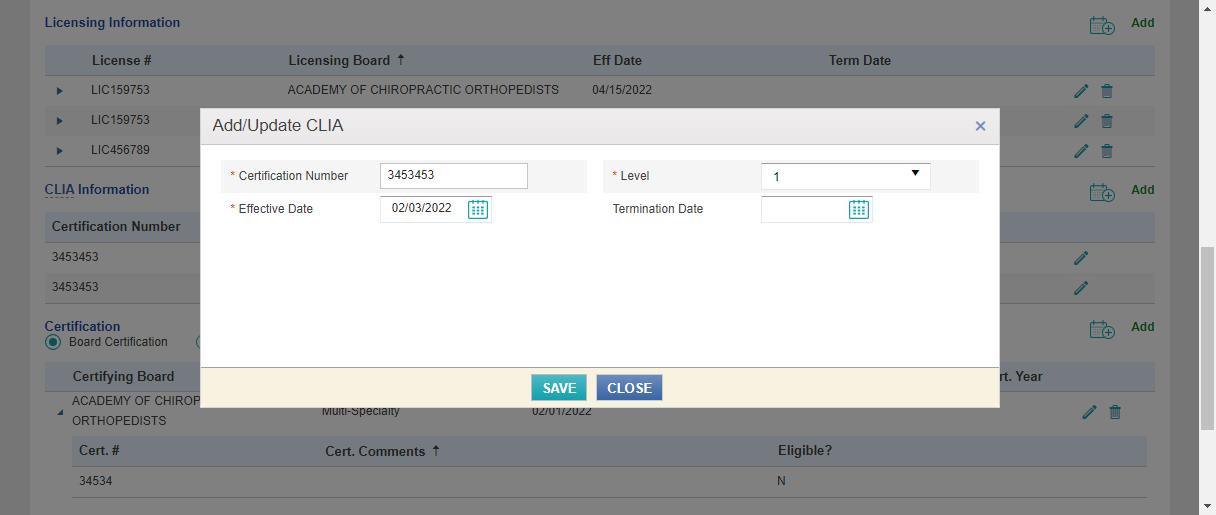 Licensing Information Add
License # Licensing Board ↑ Eff Date Term Date
LIC159753 ACADEMY OF CHIROPRACTIC ORTHOPEDISTS 04/15/2022
LIC159753
LIC456789
Add/Update CLIA ×
* Certification Number 3453453 * Level 1
* Effective Date 02/03/2022 Termination Date
CLIA Information Add
Certification Number
3453453
3453453
Certification Add
Board Certification
SAVE CLOSE
Certifying Board rt. Year
ACADEMY OF CHIROP
ORTHOPEDISTS Multi-Specialty 02/01/2022
Cert. # Cert. Comments ↑ Eligible?
34534 N